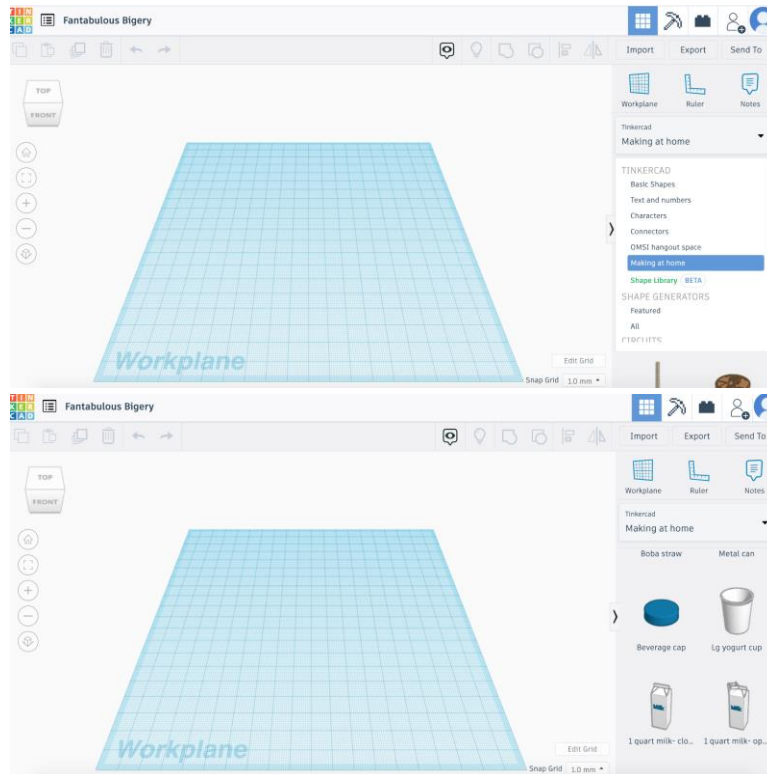 TIN
KER
CAD
Fantabulous Bigery
Import Export Send To
TOP
FRONT
Workplane Ruler Notes
Tinkercad
Making at home
TINKERCAD
Basic Shapes
Text and numbers
Characters
Connectors
OMSI hangout space
Making at home
Shape Library BETA
SHAPE GENERATORS
Featured
All
CIRCUITS
Workplane
Edit Grid
Snap Grid 1.0 mm
TIN
KER
CAD
Fantabulous Bigery
Import Export Send To
TOP
FRONT
Workplane Ruler Notes
Tinkercad
Making at home
Boba straw Metal can
Beverage cap Lg yogurt cup
Milk Milk
1 quart milk- clo... 1 quart milk- op...
Workplane
Edit Grid
Snap Grid 1.0 mm